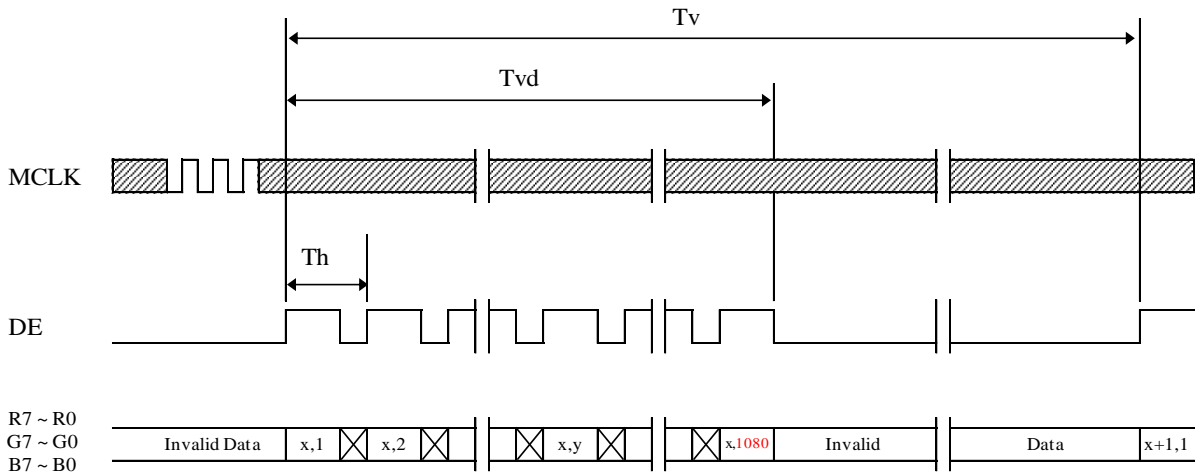 Tv
Tvd
MCLK
Th
DE
R7 ~ R0
G7 ~ G0
B7 ~ B0
Invalid Data x,1 x,2 x,y x,1080 Invalid Data x+1,1